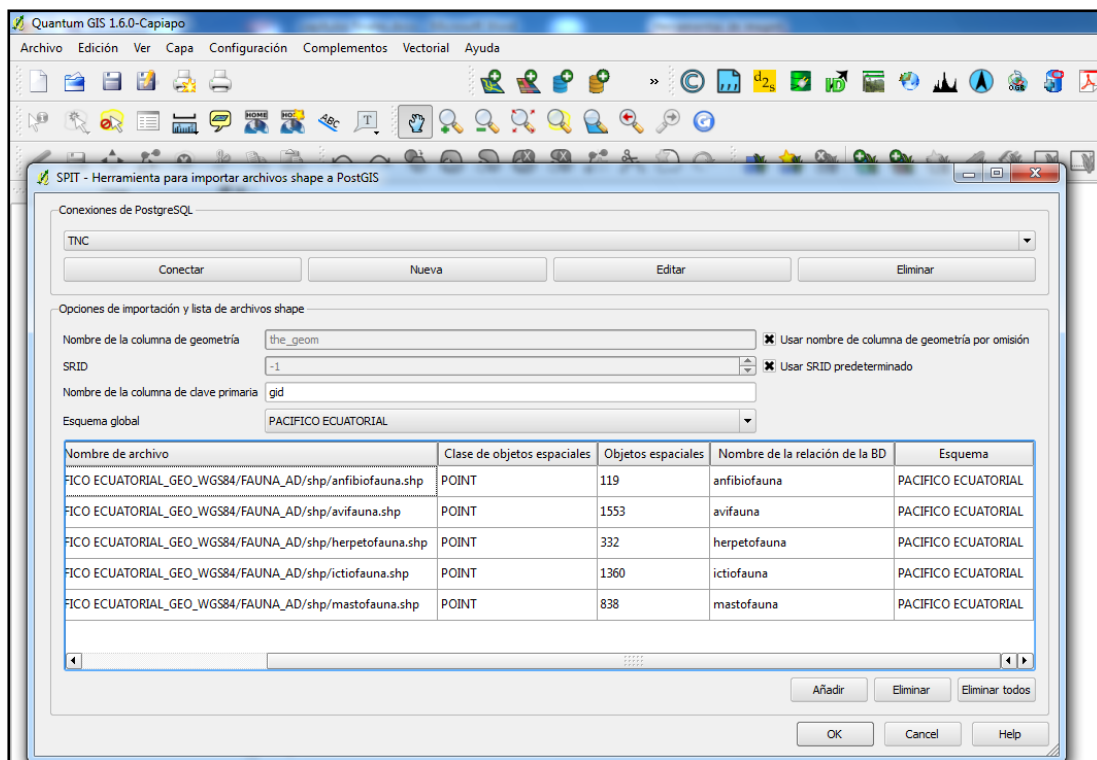 Quantum GIS 1.6.0-Capiapo
Archivo Edición Ver Capa Configuración Complementos Vectorial Ayuda
SPIT - Herramienta para importar archivos shape a PostGIS
Conexiones de PostgreSQL
TNC
Conectar Nueva Editar Eliminar
Opciones de importación y lista de archivos shape
Nombre de la columna de geometría the_geom Usar nombre de columna de geometría por omisión
SRID -1 Usar SRID predeterminado
Nombre de la columna de clave primaria gid
Esquema global PACIFICO ECUATORIAL
Nombre de archivo Clase de objetos espaciales Objetos espaciales Nombre de la relación de la BD Esquema
FICO ECUATORIAL_GEO_WGS84/FAUNA_AD/shp/anfibiofauna.shp POINT 119 anfibiofauna PACIFICO ECUATORIAL
FICO ECUATORIAL_GEO_WGS84/FAUNA_AD/shp/avifauna.shp POINT 1553 avifauna PACIFICO ECUATORIAL
FICO ECUATORIAL_GEO_WGS84/FAUNA_AD/shp/herpetofauna.shp POINT 332 herpetofauna PACIFICO ECUATORIAL
FICO ECUATORIAL_GEO_WGS84/FAUNA_AD/shp/ictiofauna.shp POINT 1360 ictiofauna PACIFICO ECUATORIAL
FICO ECUATORIAL_GEO_WGS84/FAUNA_AD/shp/mastofauna.shp POINT 838 mastofauna PACIFICO ECUATORIAL
Añadir Eliminar Eliminar todos
OK Cancel Help